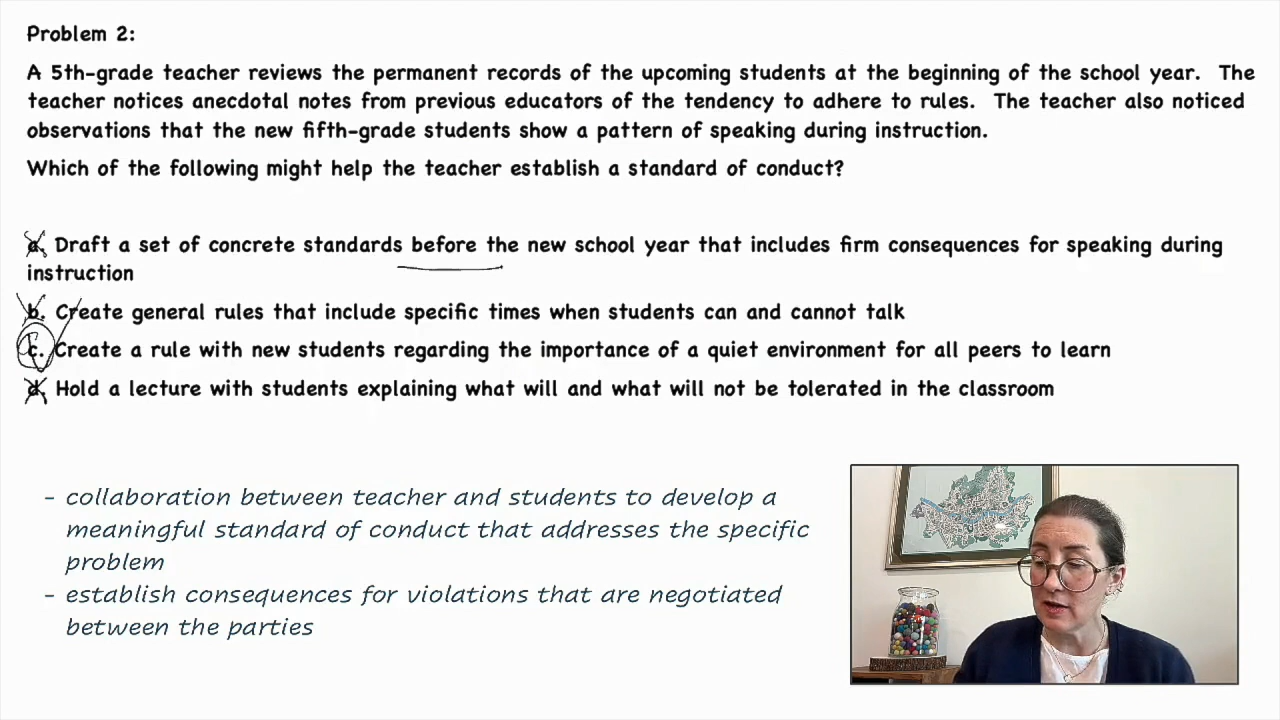 Problem 2:
A 5th-grade teacher reviews the permanent records of the upcoming students at the beginning of the school year. The
teacher notices anecdotal notes from previous educators of the tendency to adhere to rules. The teacher also noticed
observations that the new fifth-grade students show a pattern of speaking during instruction.
Which of the following might help the teacher establish a standard of conduct?
a. Draft a set of concrete standards before the new school year that includes firm consequences for speaking during
instruction
b. Create general rules that include specific times when students can and cannot talk
c. Create a rule with new students regarding the importance of a quiet environment for all peers to learn
d. Hold a lecture with students explaining what will and what will not be tolerated in the classroom
- collaboration between teacher and students to develop a
meaningful standard of conduct that addresses the specific
problem
- establish consequences for violations that are negotiated
between the parties